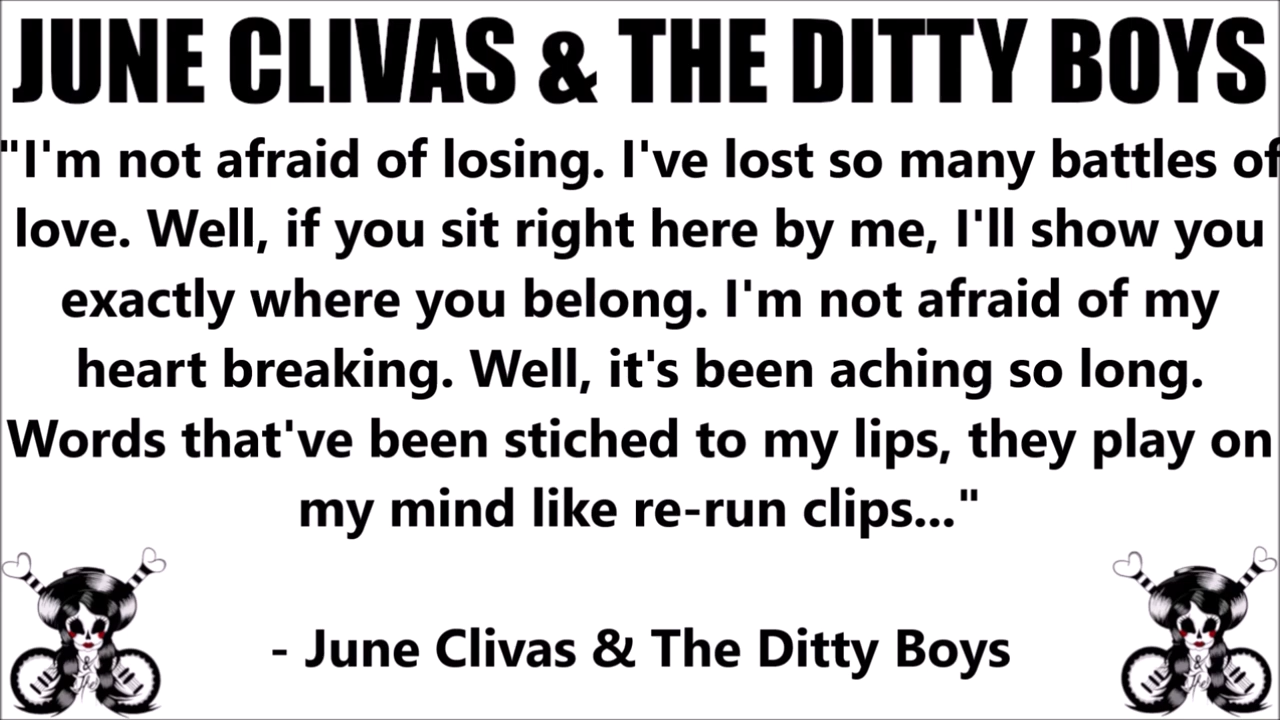 JUNE CLIVAS & THE DITTY BOYS
"I'm not afraid of losing. I've lost so many battles of
love. Well, if you sit right here by me, I'll show you
exactly where you belong. I'm not afraid of my
heart breaking. Well, it's been aching so long.
Words that've been stiched to my lips, they play on
my mind like re-run clips..."
- June Clivas & The Ditty Boys